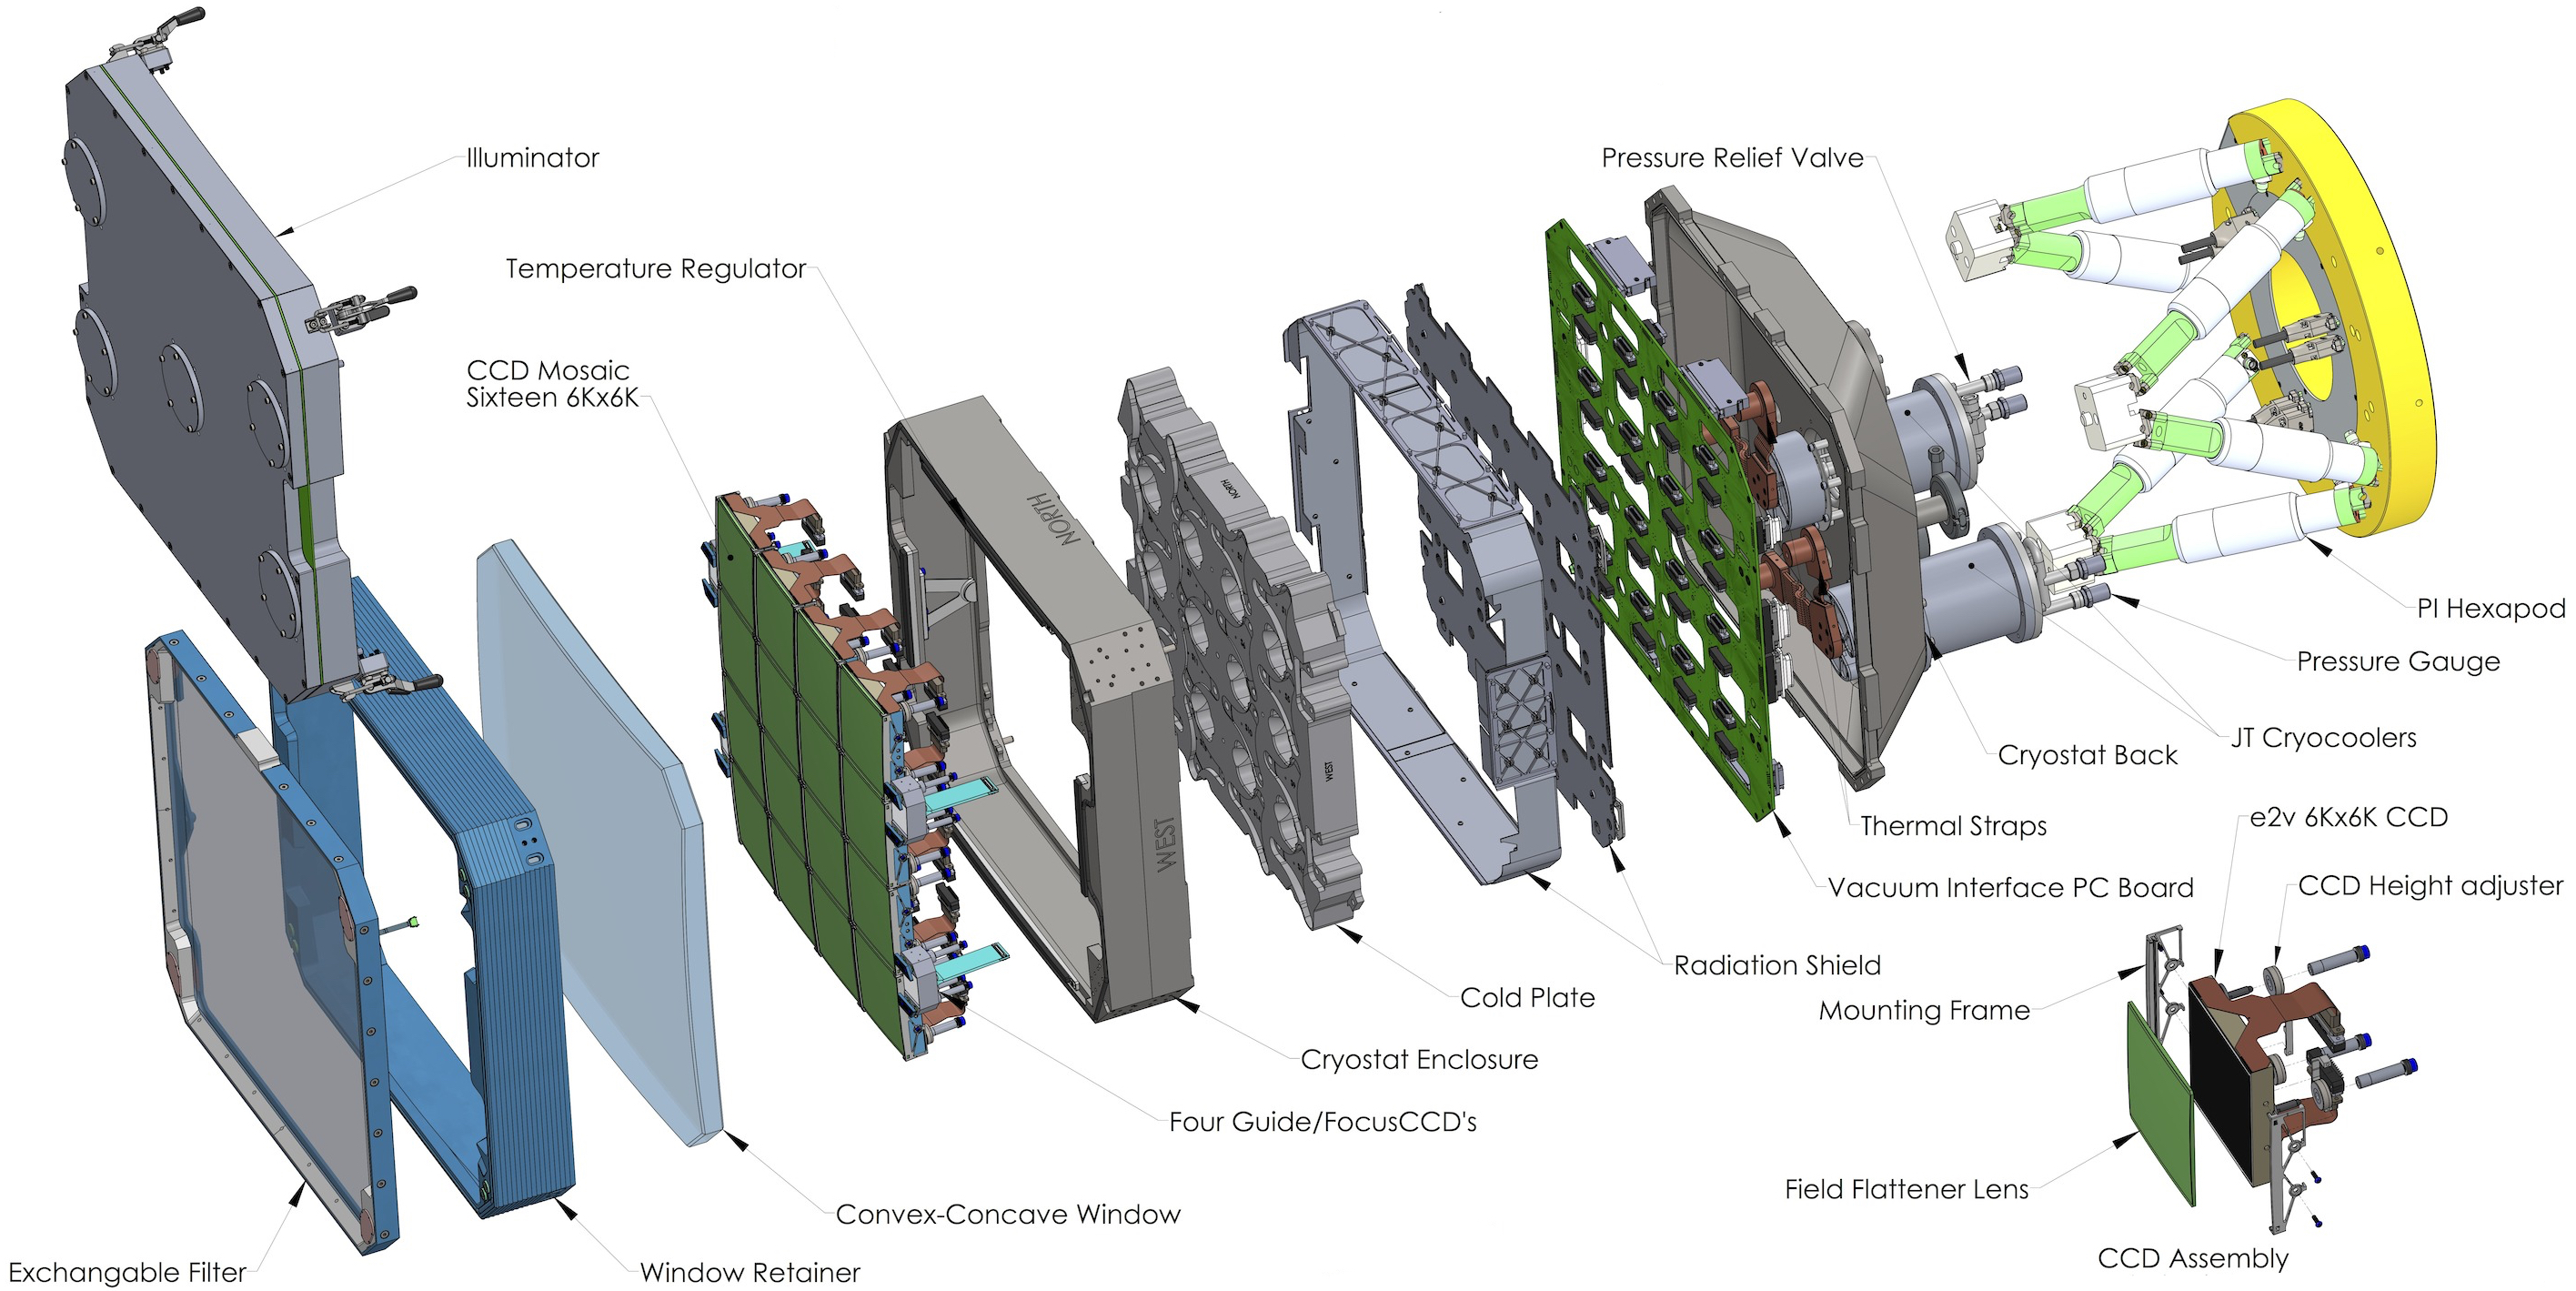 Illuminator
Pressure Relief Valve
Temperature Regulator
CCD Mosaic
Sixteen 6Kx6K
NORTH
NORTH
WEST
WEST
PI Hexapod
Pressure Gauge
JT Cryocoolers
Cryostat Back
Thermal Straps
e2v 6Kx6K CCD
Vacuum Interface PC Board
CCD Height adjuster
Radiation Shield
Cold Plate
Mounting Frame
Cryostat Enclosure
Four Guide/FocusCCD's
Field Flattener Lens
Convex-Concave Window
CCD Assembly
Exchangable Filter
Window Retainer